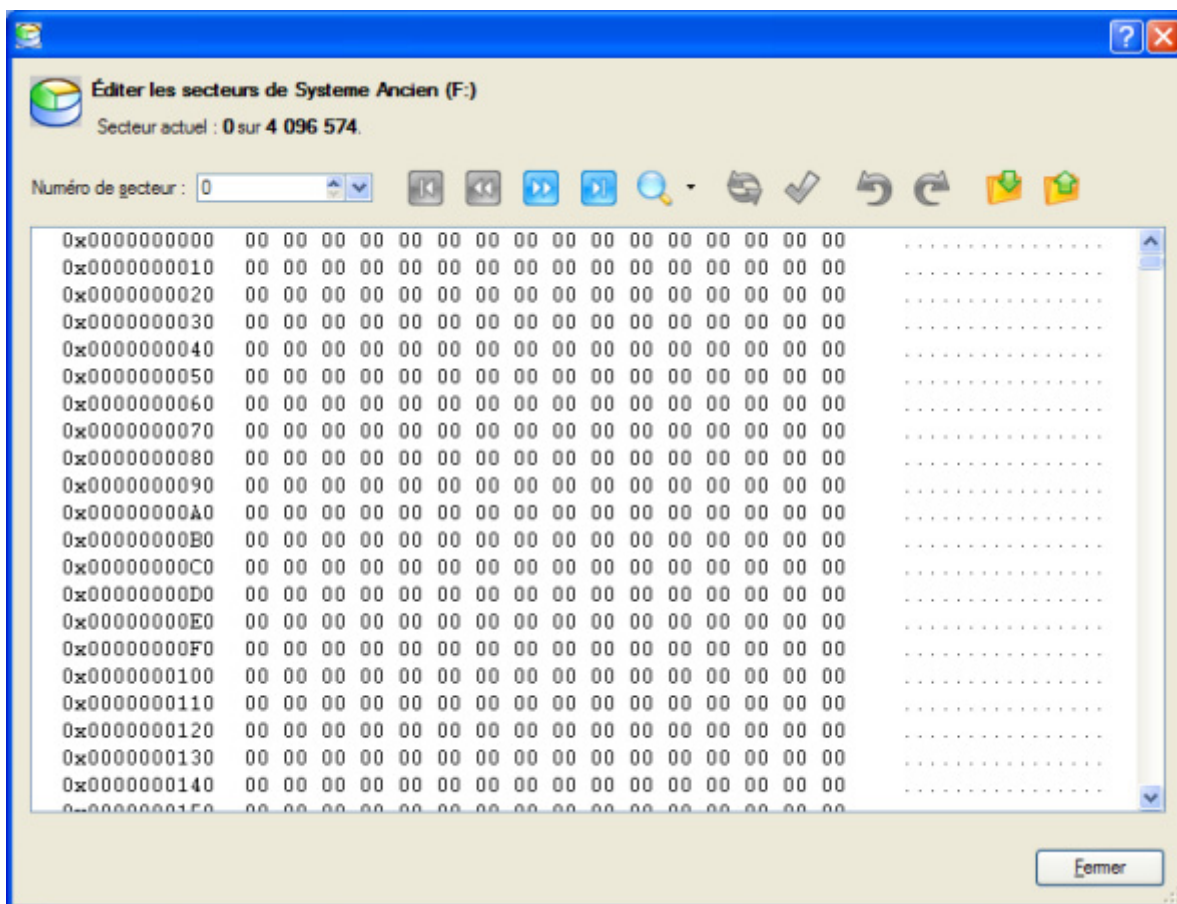 Éditer les secteurs de Systeme Ancien (F:)
Secteur actuel : 0 sur 4 096 574.
Numéro de secteur : 0
0x0000000000 00 00 00 00 00 00 00 00 00 00 00 00 00 00 00 00 ................
0x0000000010 00 00 00 00 00 00 00 00 00 00 00 00 00 00 00 00 ................
0x0000000020 00 00 00 00 00 00 00 00 00 00 00 00 00 00 00 00 ................
0x0000000030 00 00 00 00 00 00 00 00 00 00 00 00 00 00 00 00 ................
0x0000000040 00 00 00 00 00 00 00 00 00 00 00 00 00 00 00 00 ................
0x0000000050 00 00 00 00 00 00 00 00 00 00 00 00 00 00 00 00 ................
0x0000000060 00 00 00 00 00 00 00 00 00 00 00 00 00 00 00 00 ................
0x0000000070 00 00 00 00 00 00 00 00 00 00 00 00 00 00 00 00 ................
0x0000000080 00 00 00 00 00 00 00 00 00 00 00 00 00 00 00 00 ................
0x0000000090 00 00 00 00 00 00 00 00 00 00 00 00 00 00 00 00 ................
0x00000000A0 00 00 00 00 00 00 00 00 00 00 00 00 00 00 00 00 ................
0x00000000B0 00 00 00 00 00 00 00 00 00 00 00 00 00 00 00 00 ................
0x00000000C0 00 00 00 00 00 00 00 00 00 00 00 00 00 00 00 00 ................
0x00000000D0 00 00 00 00 00 00 00 00 00 00 00 00 00 00 00 00 ................
0x00000000E0 00 00 00 00 00 00 00 00 00 00 00 00 00 00 00 00 ................
0x00000000F0 00 00 00 00 00 00 00 00 00 00 00 00 00 00 00 00 ................
0x0000000100 00 00 00 00 00 00 00 00 00 00 00 00 00 00 00 00 ................
0x0000000110 00 00 00 00 00 00 00 00 00 00 00 00 00 00 00 00 ................
0x0000000120 00 00 00 00 00 00 00 00 00 00 00 00 00 00 00 00 ................
0x0000000130 00 00 00 00 00 00 00 00 00 00 00 00 00 00 00 00 ................
0x0000000140 00 00 00 00 00 00 00 00 00 00 00 00 00 00 00 00 ................
Fermer